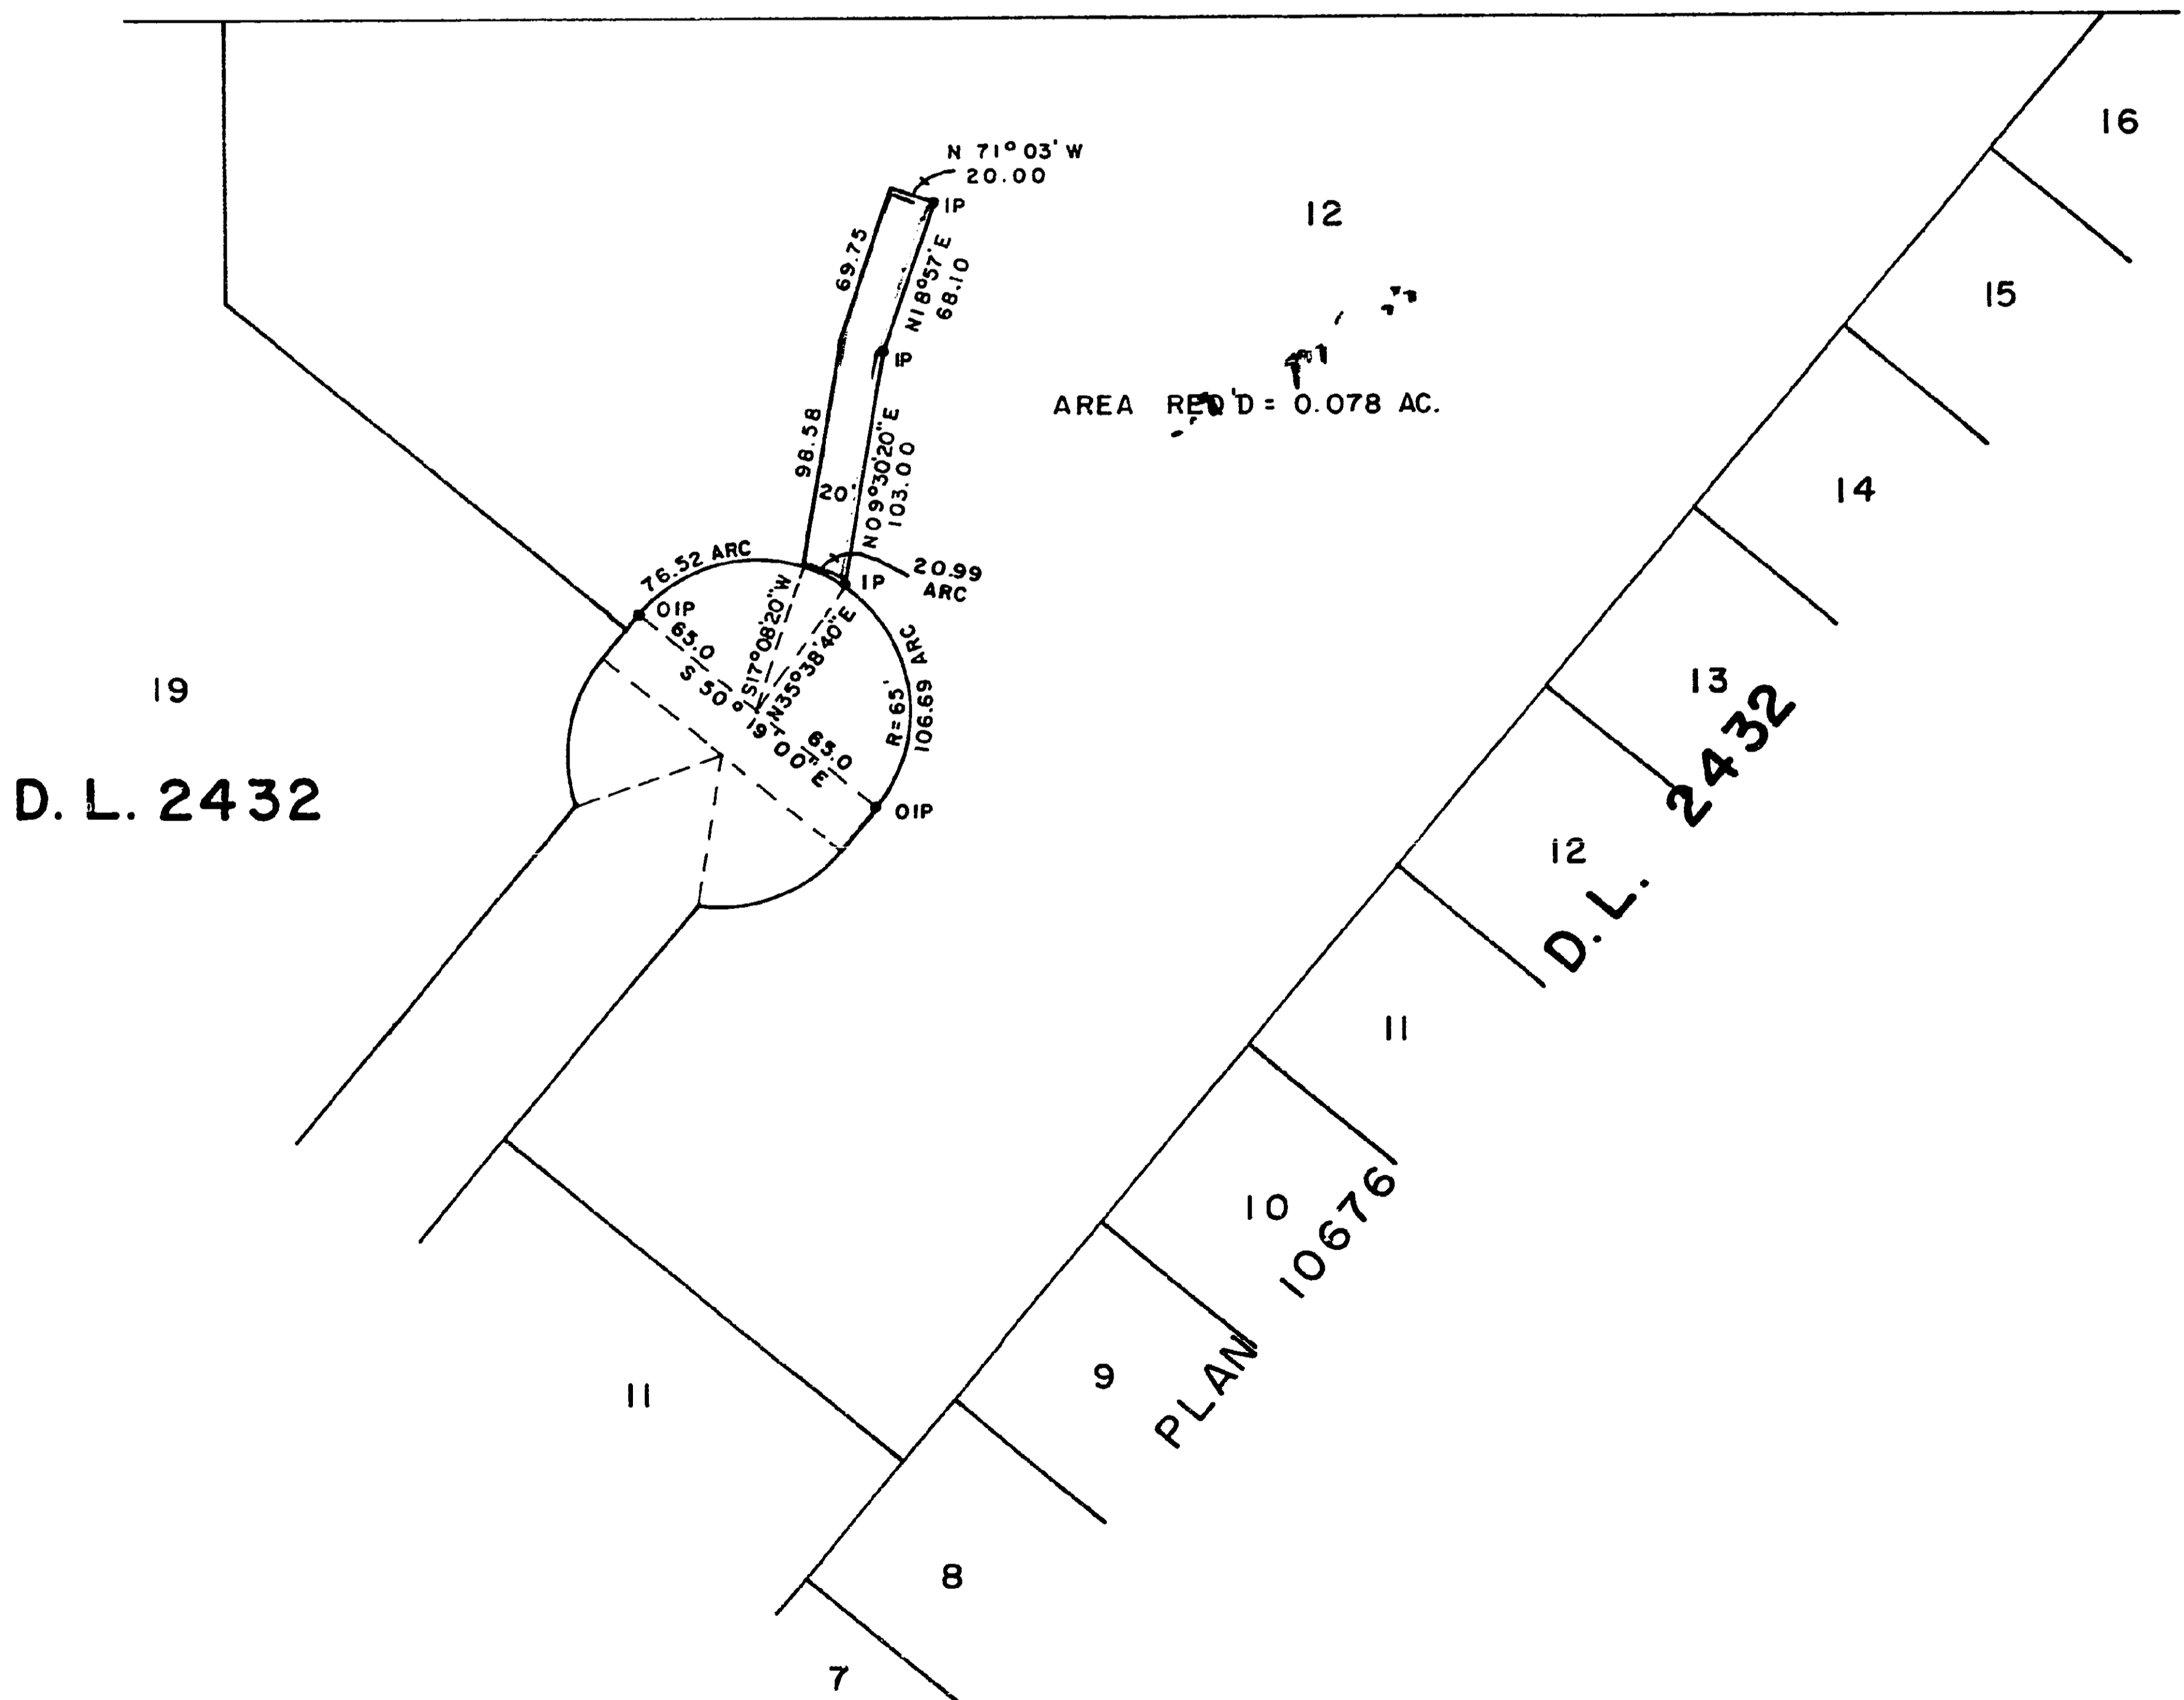 N 71° 03' W
20.00
IP
16
12
69.75
N18°57'E
68.10
15
IP
AREA REQ'D = 0.078 AC.
98.58
20'
N09°30'20"E
103.00
14
76.52 ARC
20.99
ARC
IP
OIP
S17°08'20"W
N35°38'40"E
65.0
S 50° 19' 00" E
65.0
R=65'
106.69 ARC
OIP
19
13
D. L. 2432
12
D. L. 2432
11
10
PLAN 10676
9
11
8
7